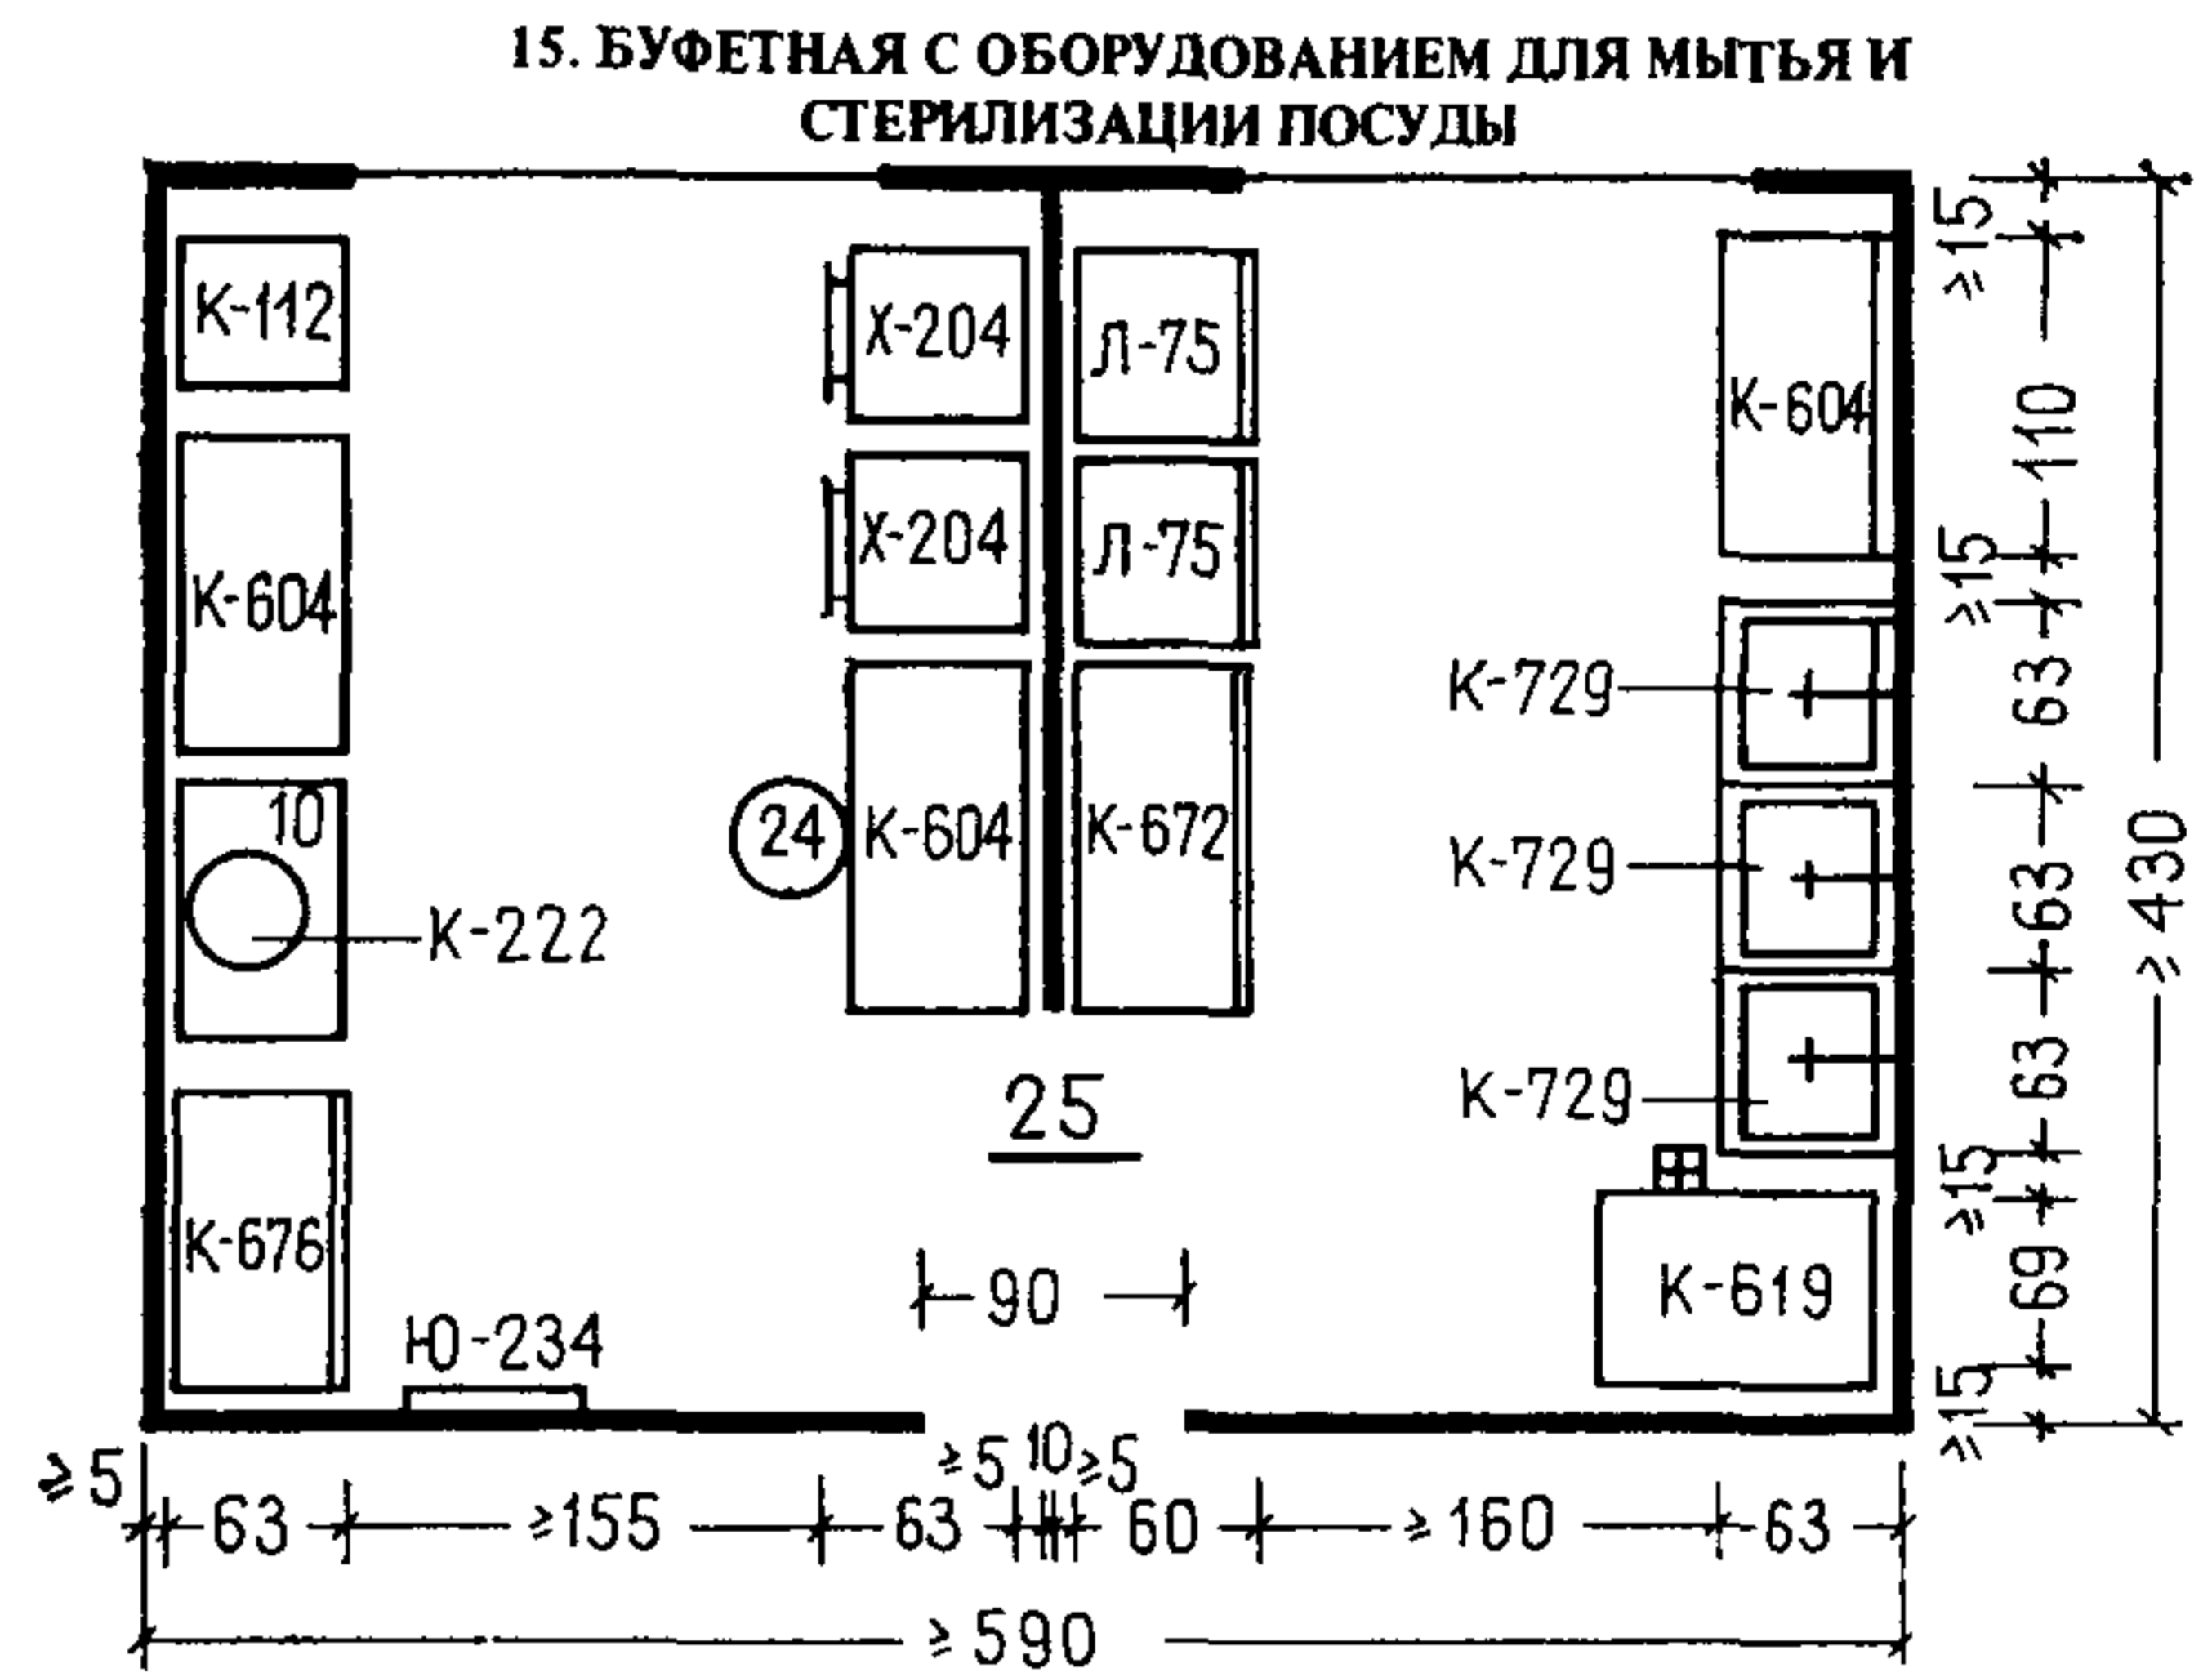 15. БУФЕТНАЯ С ОБОРУДОВАНИЕМ ДЛЯ МЫТЬЯ И
СТЕРИЛИЗАЦИИ ПОСУДЫ
К-112
Х-204
Л-75
К-604
≥15
110
К-604
Х-204
Л-75
≥15
К-729
63
10
24
К-604
К-672
К-729
63
≥430
К-222
25
К-729
63
≥15
К-676
90
К-619
69
Ю-234
≥15
≥5
63
≥155
63
≥5
10
≥5
60
≥160
63
≥590